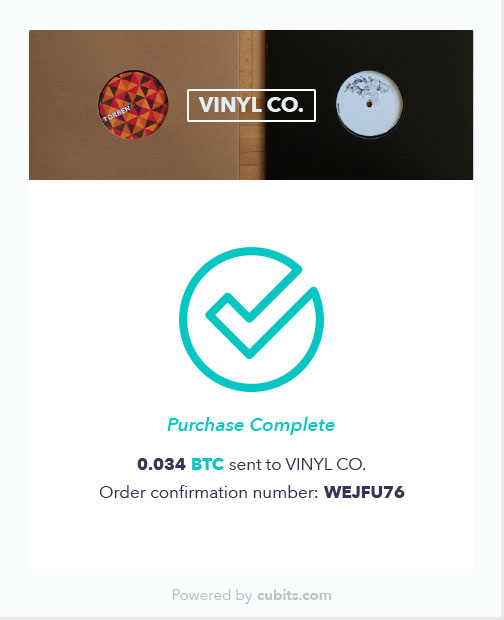 TORBEN
VINYL CO.
Purchase Complete
0.034 BTC sent to VINYL CO.
Order confirmation number: WEJFU76
Powered by cubits.com